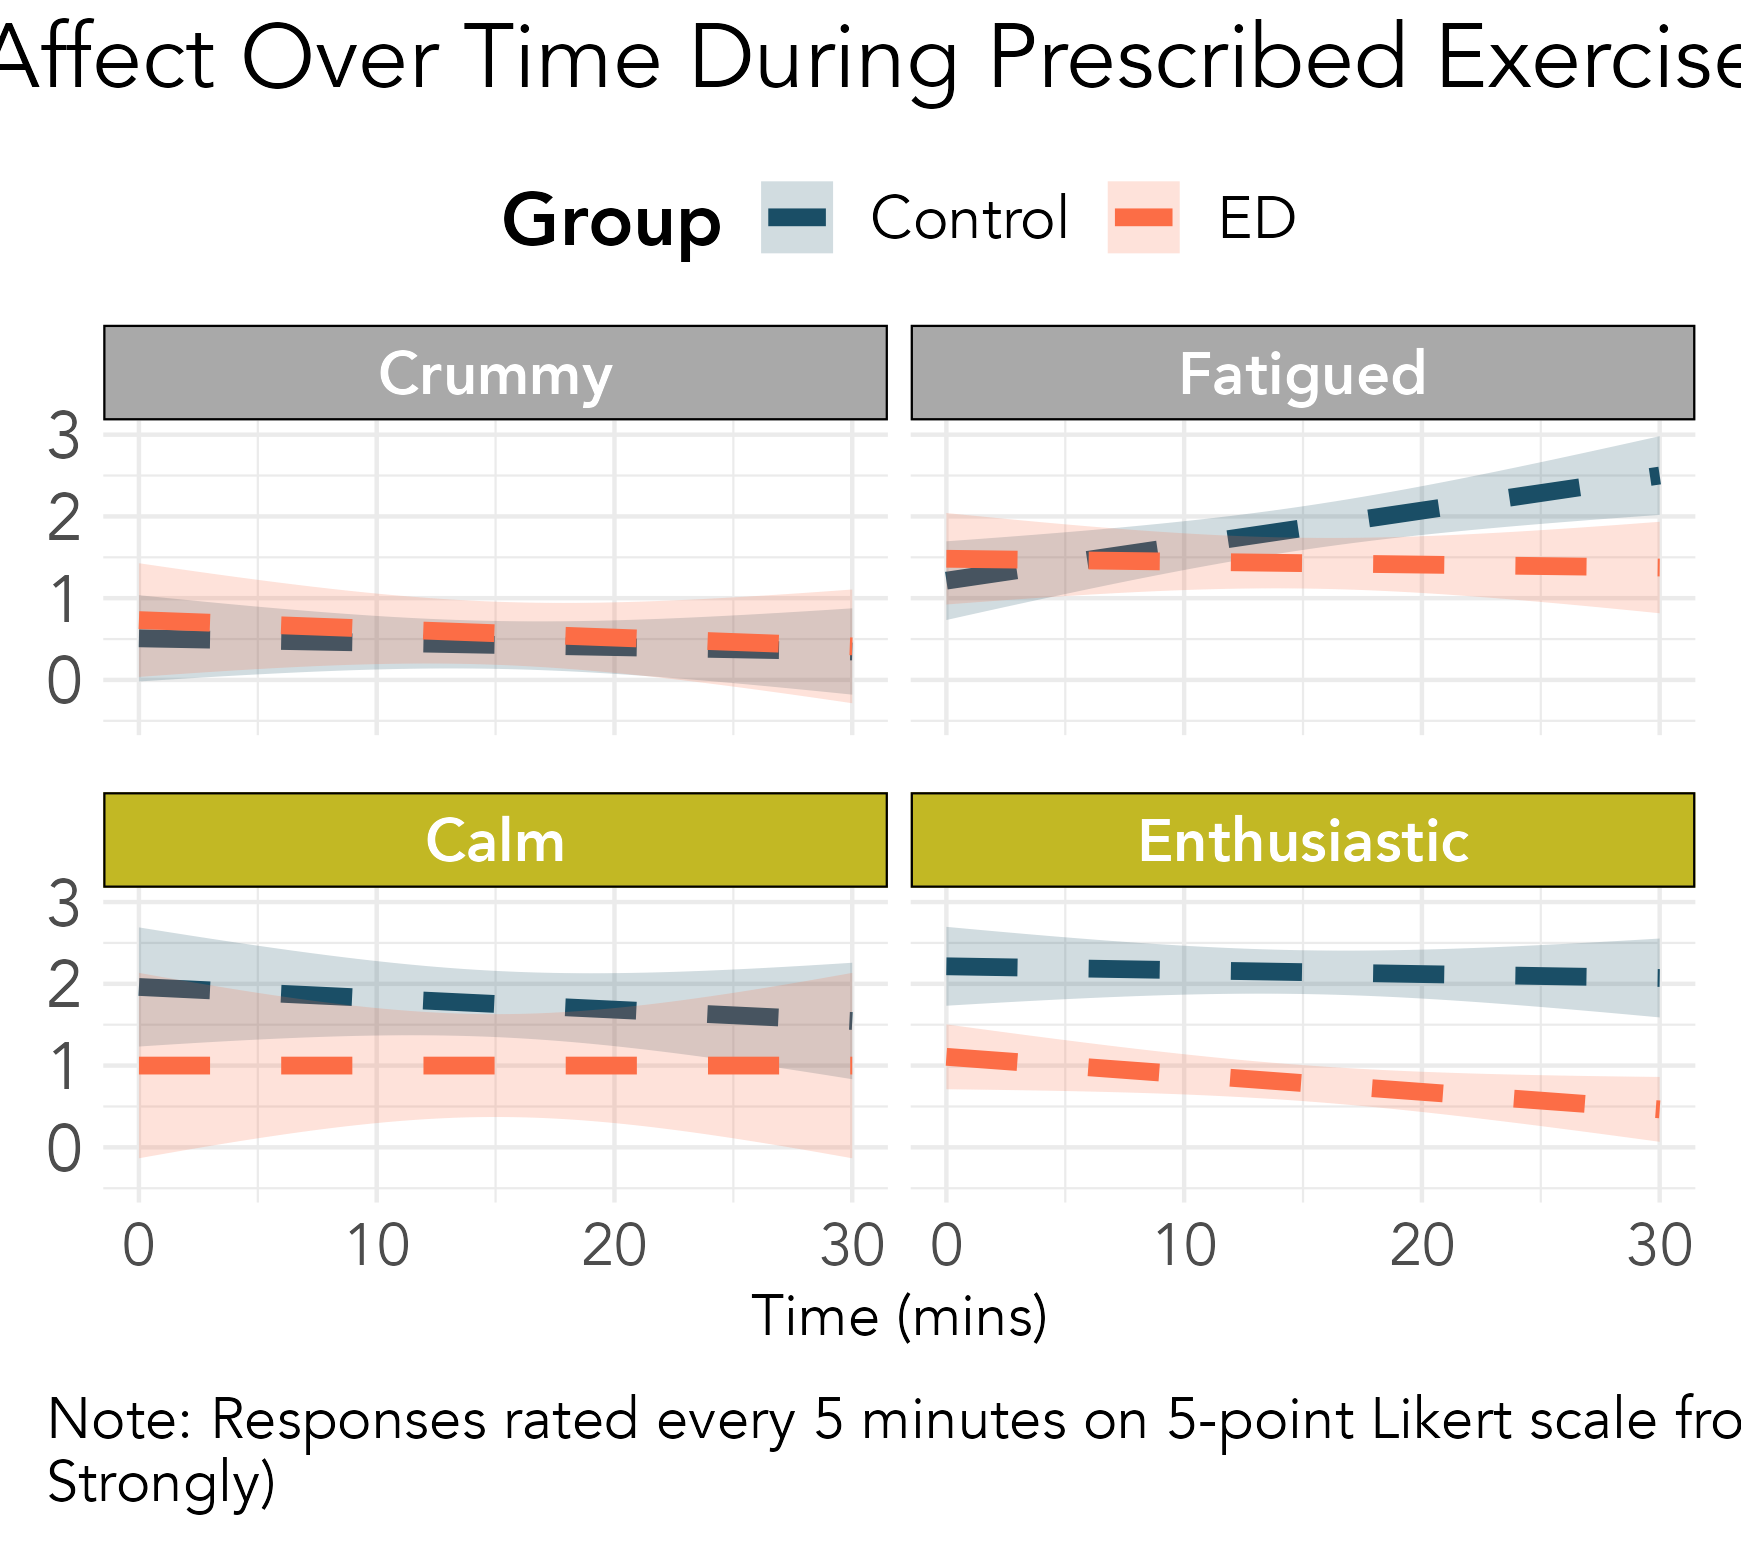 Affect Over Time During Prescribed Exercise
Group Control ED
Crummy Fatigued
3
2
1
0
Calm Enthusiastic
3
2
1
0
0 10 20 30 0 10 20 30
Time (mins)
Note: Responses rated every 5 minutes on 5-point Likert scale fro
Strongly)